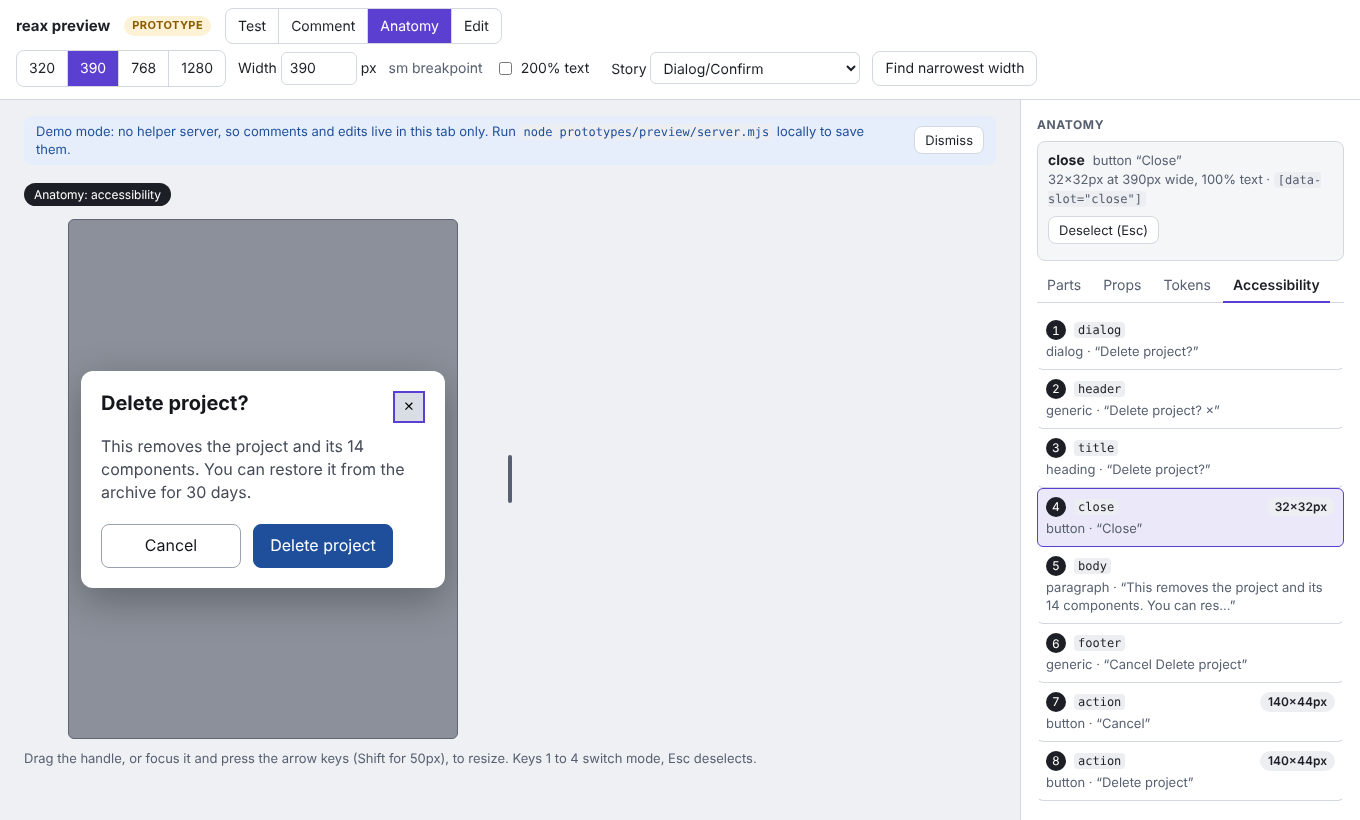 reax preview PROTOTYPE Test Comment Anatomy Edit
320 390 768 1280 Width 390 px sm breakpoint 200% text Story Dialog/Confirm Find narrowest width
Demo mode: no helper server, so comments and edits live in this tab only. Run node prototypes/preview/server.mjs locally to save
them.
Dismiss
Anatomy: accessibility
Delete project?
×
This removes the project and its 14
components. You can restore it from the
archive for 30 days.
Cancel Delete project
Drag the handle, or focus it and press the arrow keys (Shift for 50px), to resize. Keys 1 to 4 switch mode, Esc deselects.
ANATOMY
close button “Close”
32×32px at 390px wide, 100% text · [data-
slot="close"]
Deselect (Esc)
Parts Props Tokens Accessibility
1 dialog
dialog · “Delete project?”
2 header
generic · “Delete project? ×”
3 title
heading · “Delete project?”
4 close 32×32px
button · “Close”
5 body
paragraph · “This removes the project and its
14 components. You can res…”
6 footer
generic · “Cancel Delete project”
7 action 140×44px
button · “Cancel”
8 action 140×44px
button · “Delete project”